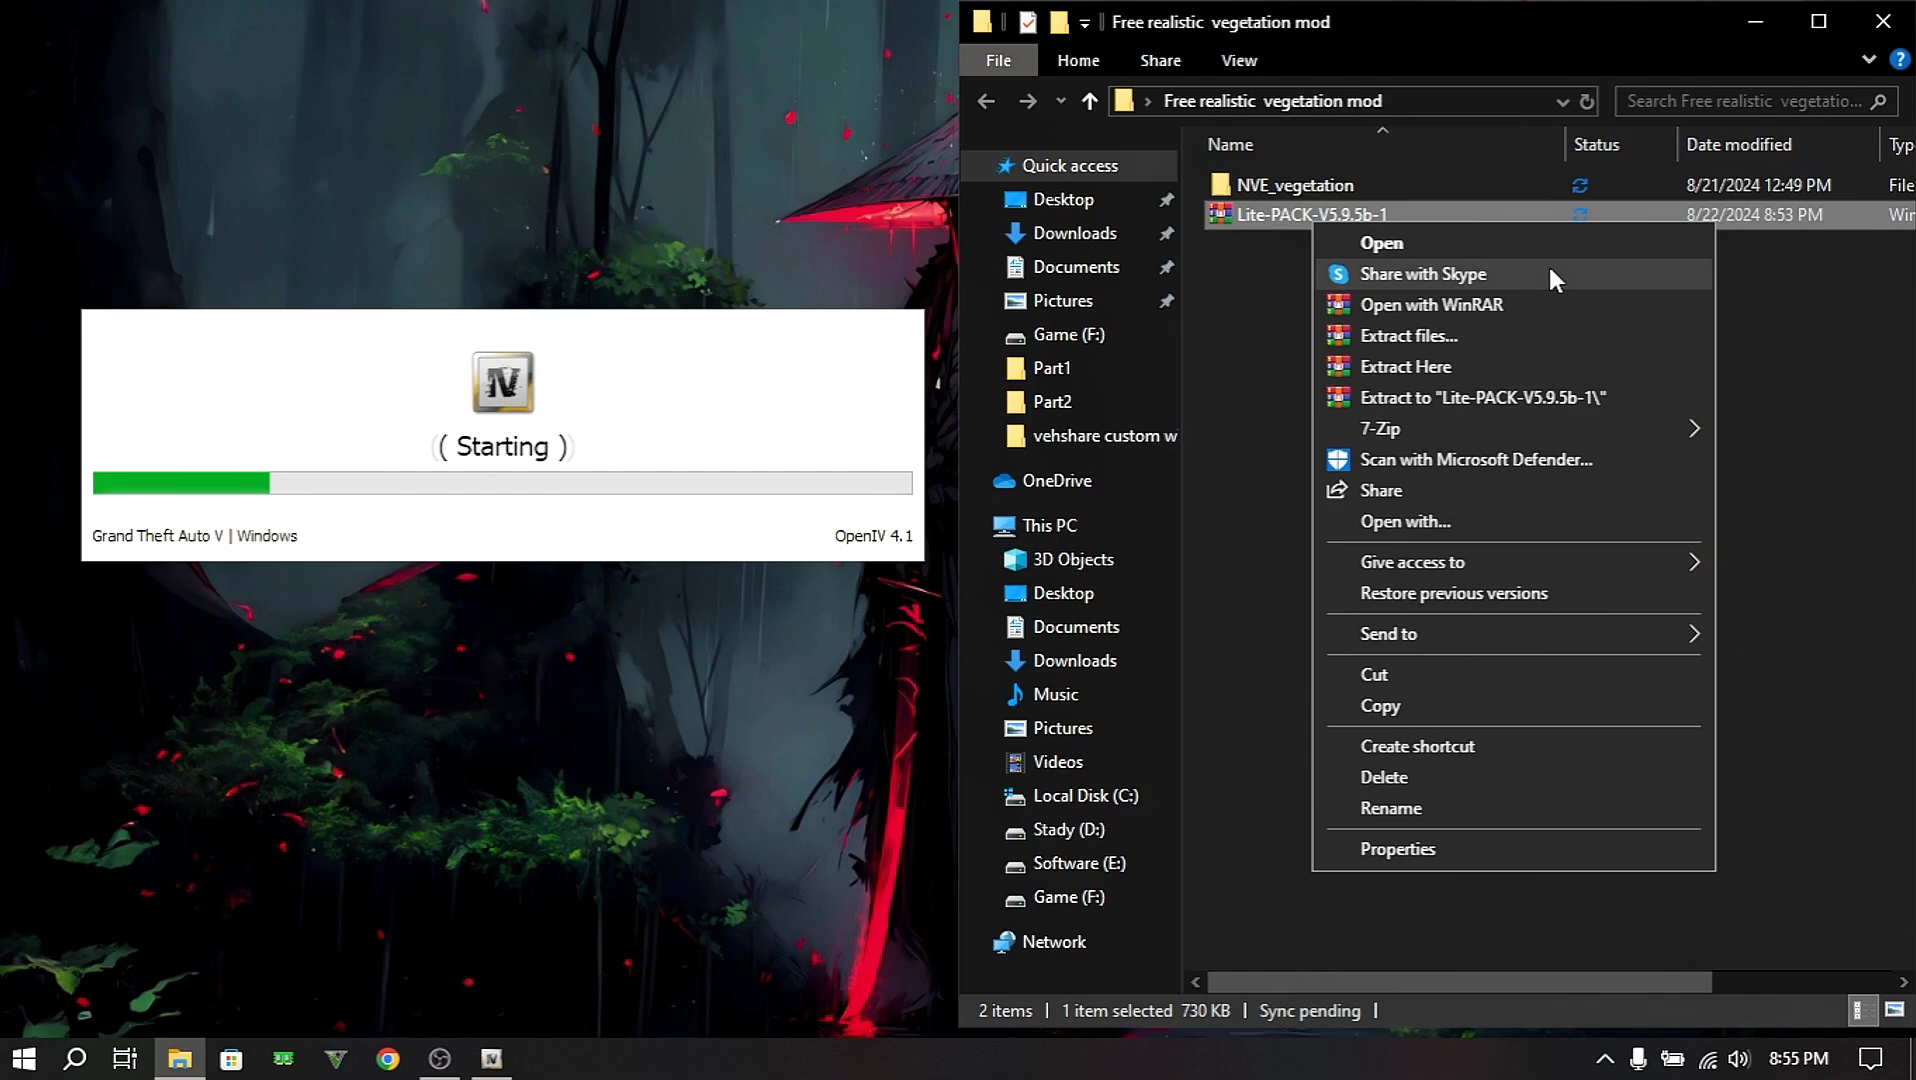 IV
( Starting )
Grand Theft Auto V | Windows
OpenIV 4.1
Free realistic vegetation mod
File
Home
Share
View
Free realistic vegetation mod
Search Free realistic vegetatio...
Name
Status
Date modified
Typ
NVE_vegetation
8/21/2024 12:49 PM
File
Lite-PACK-V5.9.5b-1
8/22/2024 8:53 PM
Win
Quick access
Desktop
Downloads
Documents
Pictures
Game (F:)
Part1
Part2
vehshare custom w
OneDrive
This PC
3D Objects
Desktop
Documents
Downloads
Music
Pictures
Videos
Local Disk (C:)
Stady (D:)
Software (E:)
Game (F:)
Network
Open
Share with Skype
Open with WinRAR
Extract files...
Extract Here
Extract to "Lite-PACK-V5.9.5b-1\"
7-Zip
Scan with Microsoft Defender...
Share
Open with...
Give access to
Restore previous versions
Send to
Cut
Copy
Create shortcut
Delete
Rename
Properties
2 items
1 item selected 730 KB
Sync pending
8:55 PM